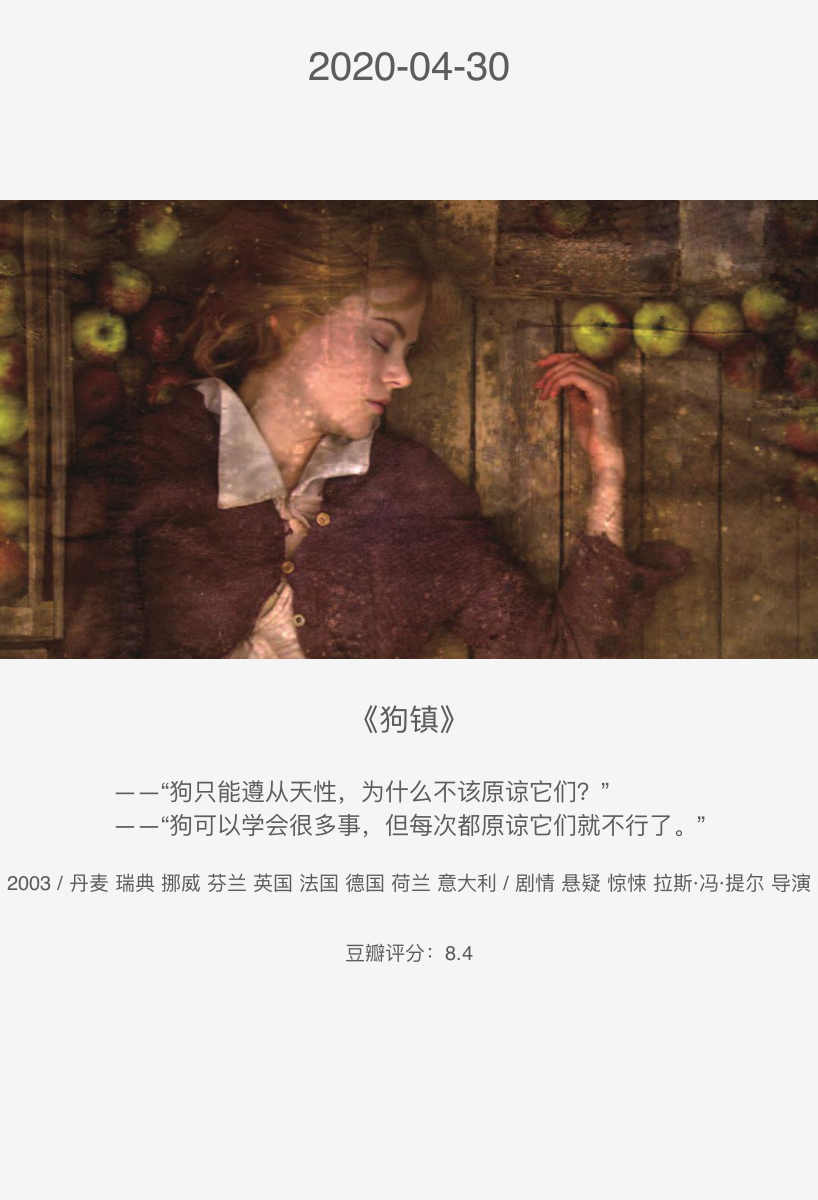 2020-04-30
《狗镇》
——“狗只能遵从天性，为什么不该原谅它们？”
——“狗可以学会很多事，但每次都原谅它们就不行了。”
2003 / 丹麦 瑞典 挪威 芬兰 英国 法国 德国 荷兰 意大利 / 剧情 悬疑 惊悚 拉斯·冯·提尔 导演
豆瓣评分：8.4